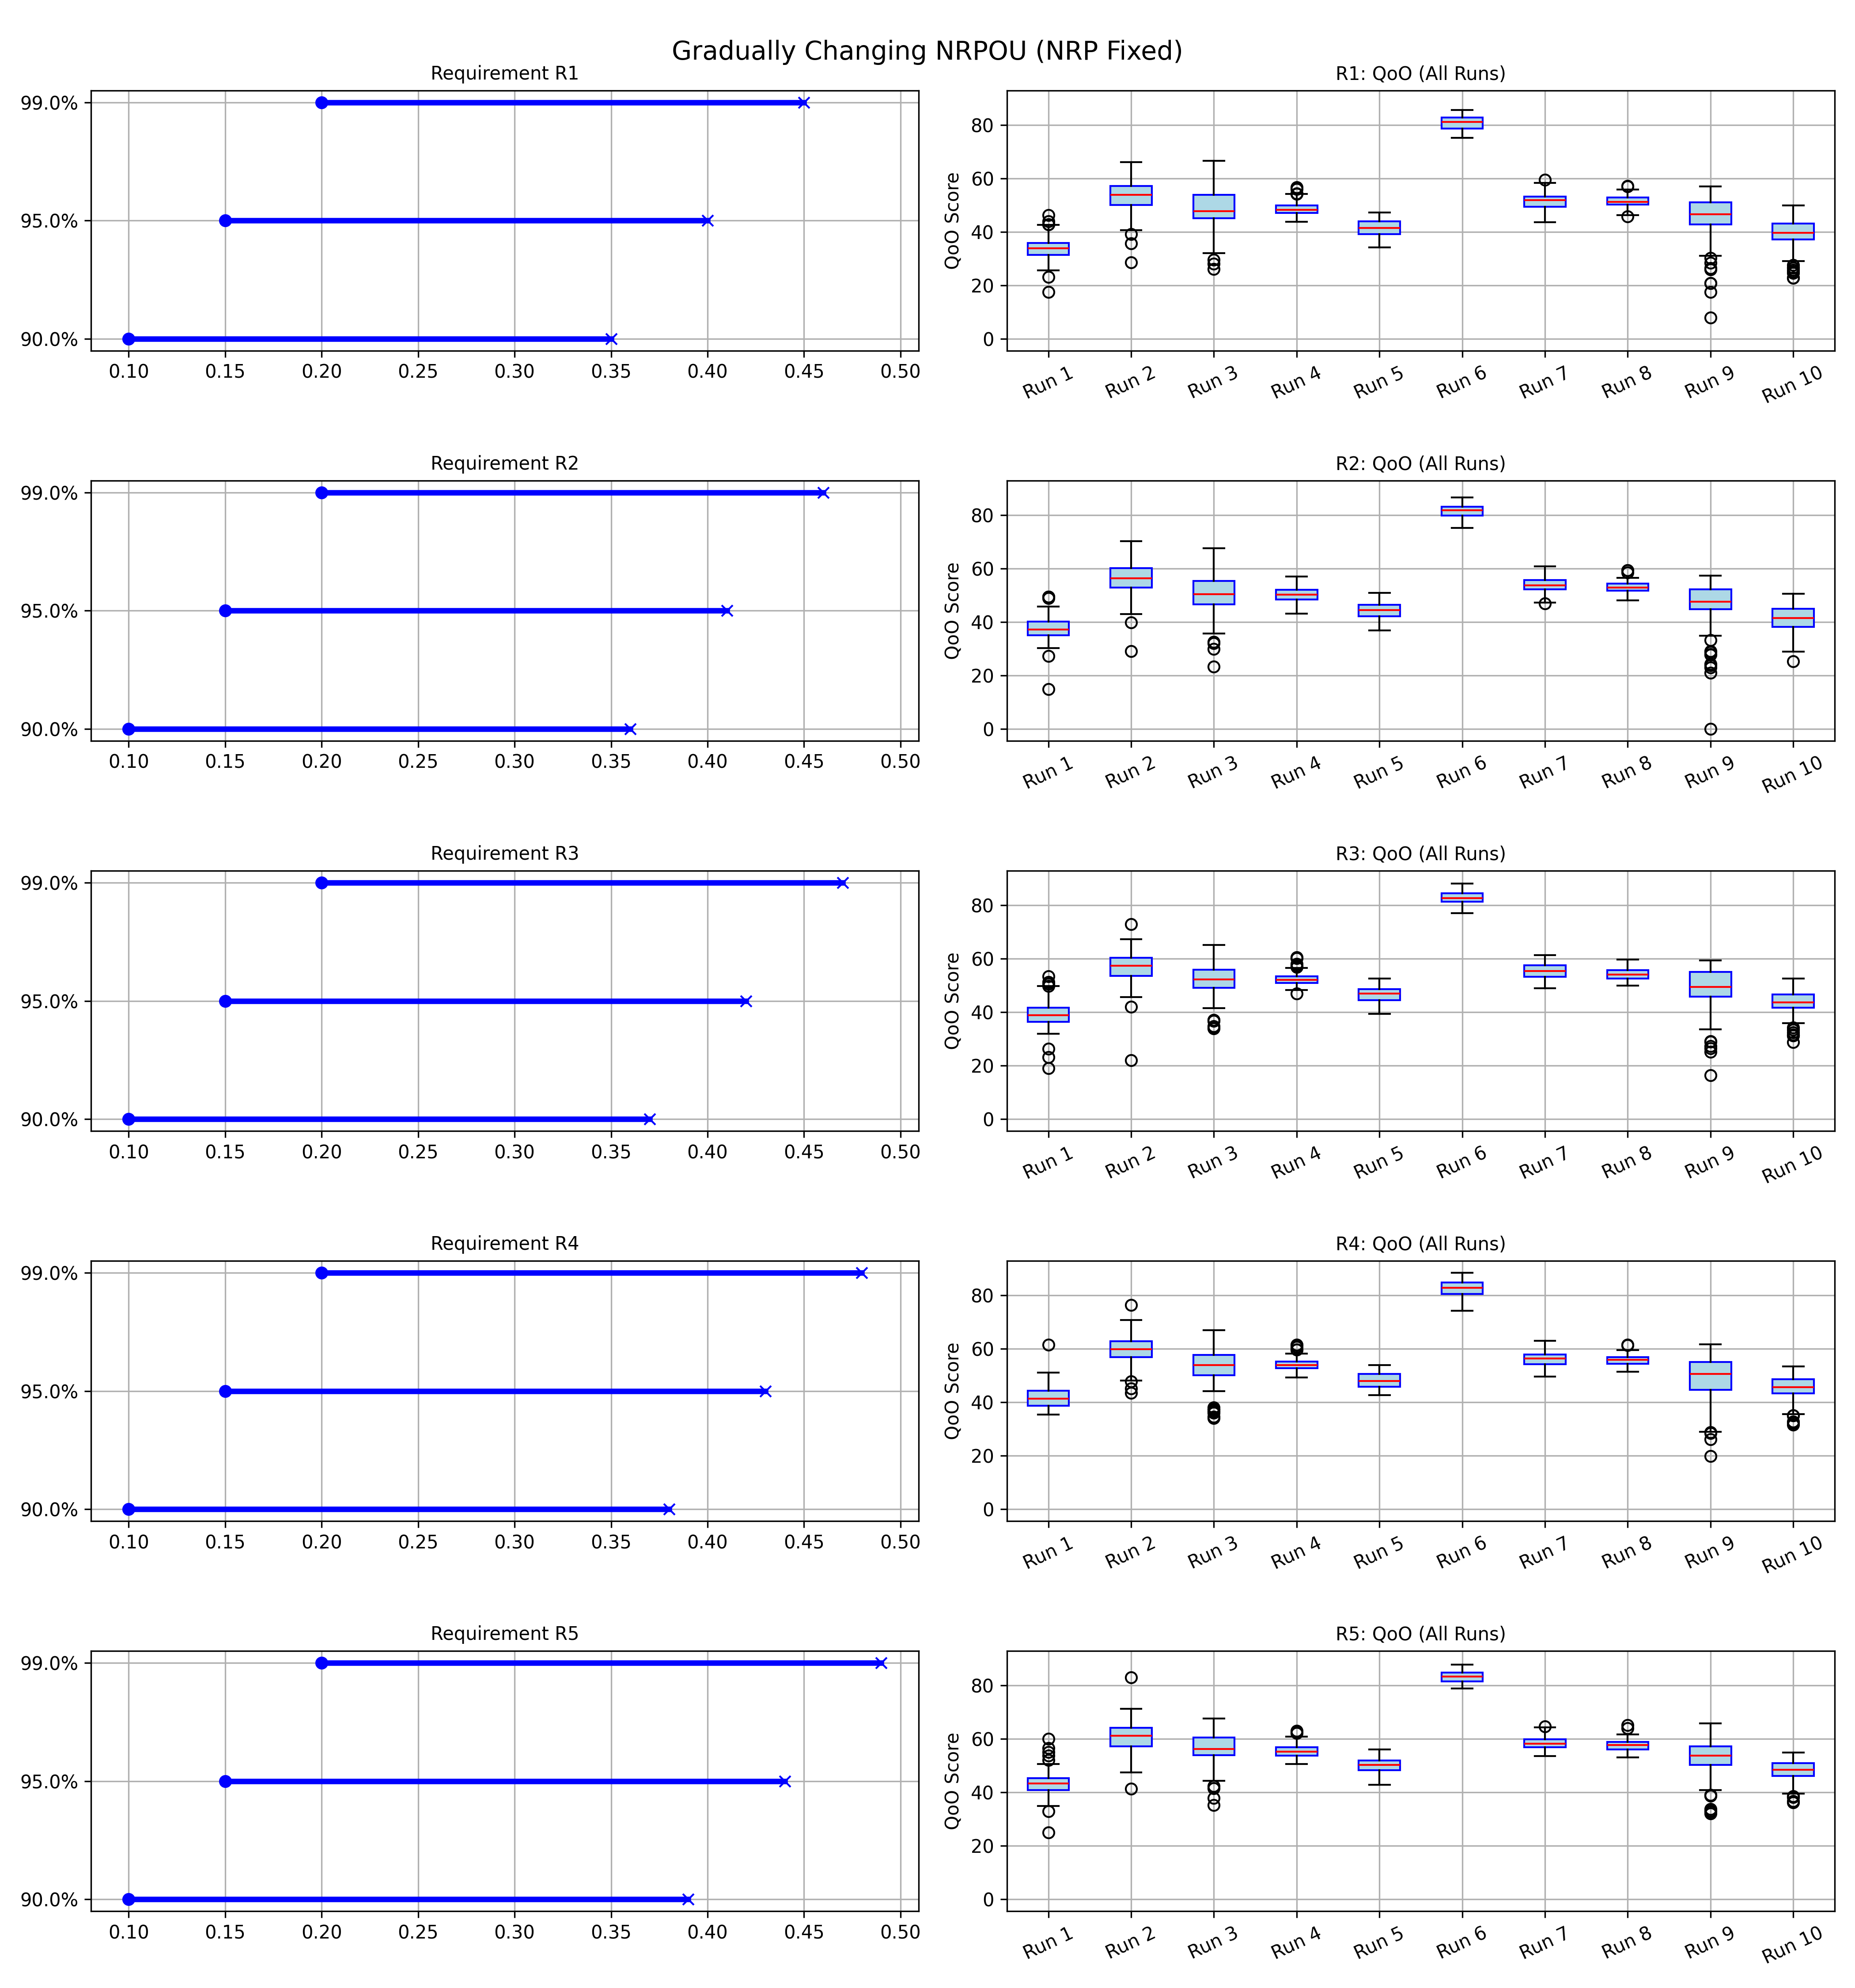 Gradually Changing NRPOU (NRP Fixed)
Requirement R1
99.0%
95.0%
90.0%
0.10 0.15 0.20 0.25 0.30 0.35 0.40 0.45 0.50
R1: QoO (All Runs)
QoO Score
80
60
40
20
0
Run 1 Run 2 Run 3 Run 4 Run 5 Run 6 Run 7 Run 8 Run 9 Run 10
Requirement R2
99.0%
95.0%
90.0%
0.10 0.15 0.20 0.25 0.30 0.35 0.40 0.45 0.50
R2: QoO (All Runs)
QoO Score
80
60
40
20
0
Run 1 Run 2 Run 3 Run 4 Run 5 Run 6 Run 7 Run 8 Run 9 Run 10
Requirement R3
99.0%
95.0%
90.0%
0.10 0.15 0.20 0.25 0.30 0.35 0.40 0.45 0.50
R3: QoO (All Runs)
QoO Score
80
60
40
20
0
Run 1 Run 2 Run 3 Run 4 Run 5 Run 6 Run 7 Run 8 Run 9 Run 10
Requirement R4
99.0%
95.0%
90.0%
0.10 0.15 0.20 0.25 0.30 0.35 0.40 0.45 0.50
R4: QoO (All Runs)
QoO Score
80
60
40
20
0
Run 1 Run 2 Run 3 Run 4 Run 5 Run 6 Run 7 Run 8 Run 9 Run 10
Requirement R5
99.0%
95.0%
90.0%
0.10 0.15 0.20 0.25 0.30 0.35 0.40 0.45 0.50
R5: QoO (All Runs)
QoO Score
80
60
40
20
0
Run 1 Run 2 Run 3 Run 4 Run 5 Run 6 Run 7 Run 8 Run 9 Run 10